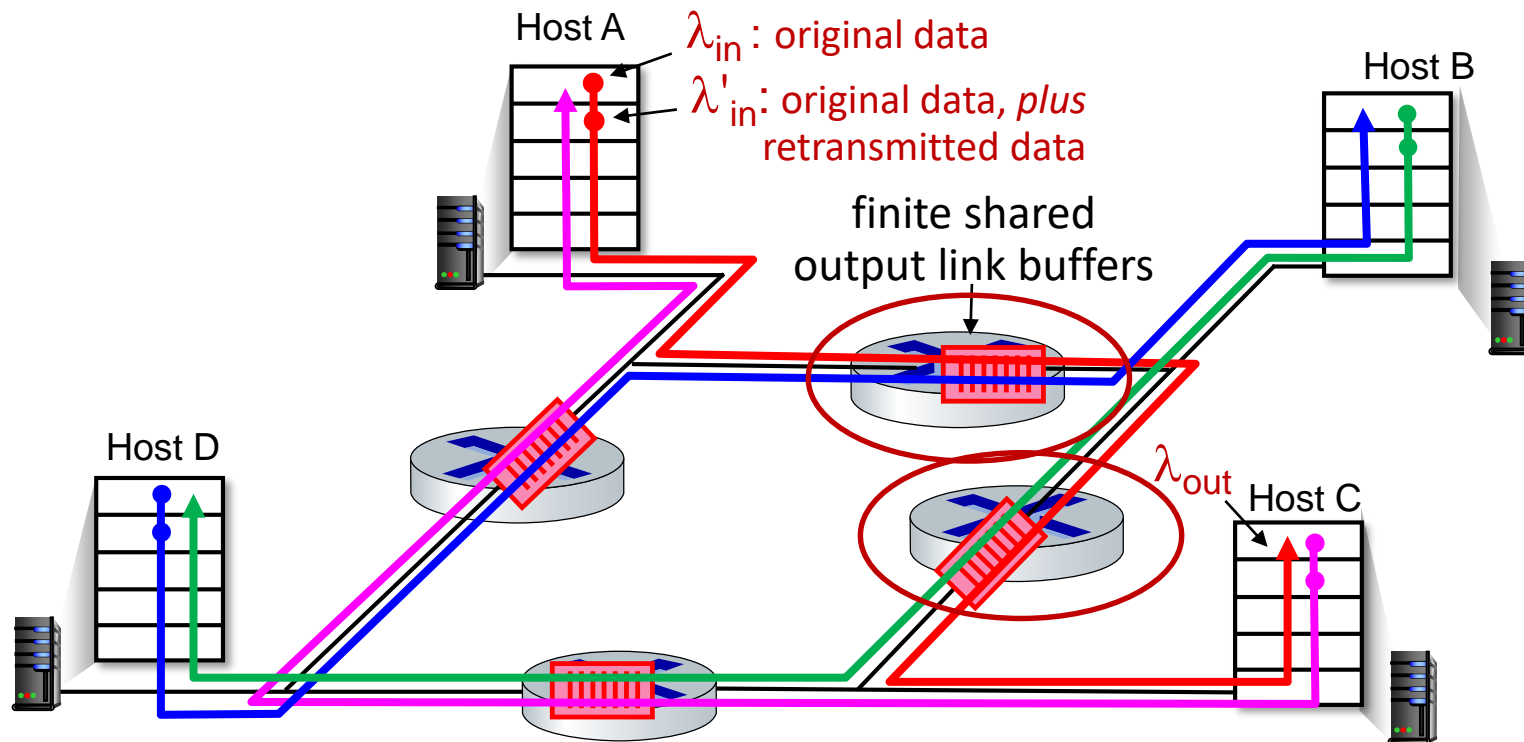 Host A
λin : original data
λ'in: original data, plus
retransmitted data
Host B
finite shared
output link buffers
Host D
λout
Host C